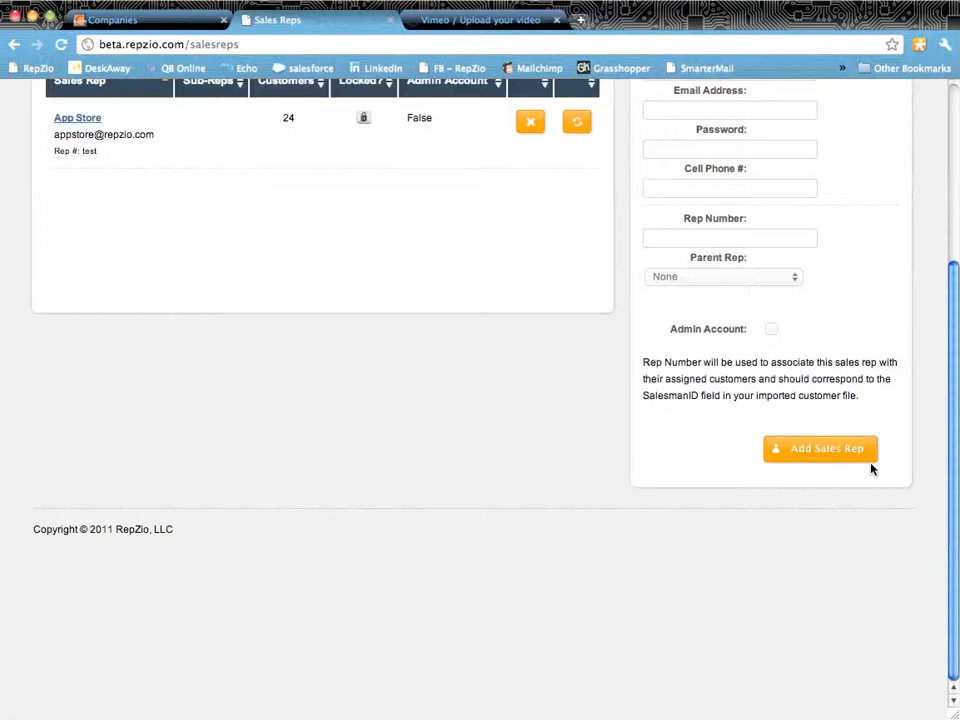 Companies
Sales Reps
Vimeo / Upload your video
beta.repzio.com/salesreps
RepZio
DeskAway
QB Online
Echo
salesforce
LinkedIn
FB – RepZio
Mailchimp
Gh Grasshopper
SmarterMail
»
Other Bookmarks
Sales Rep
Sub-Reps
Customers
Locked?
Admin Account
App Store
24
False
appstore@repzio.com
Rep #: test
Email Address:
Password:
Cell Phone #:
Rep Number:
Parent Rep:
None
Admin Account:
Rep Number will be used to associate this sales rep with
their assigned customers and should correspond to the
SalesmanID field in your imported customer file.
Add Sales Rep
Copyright © 2011 RepZio, LLC